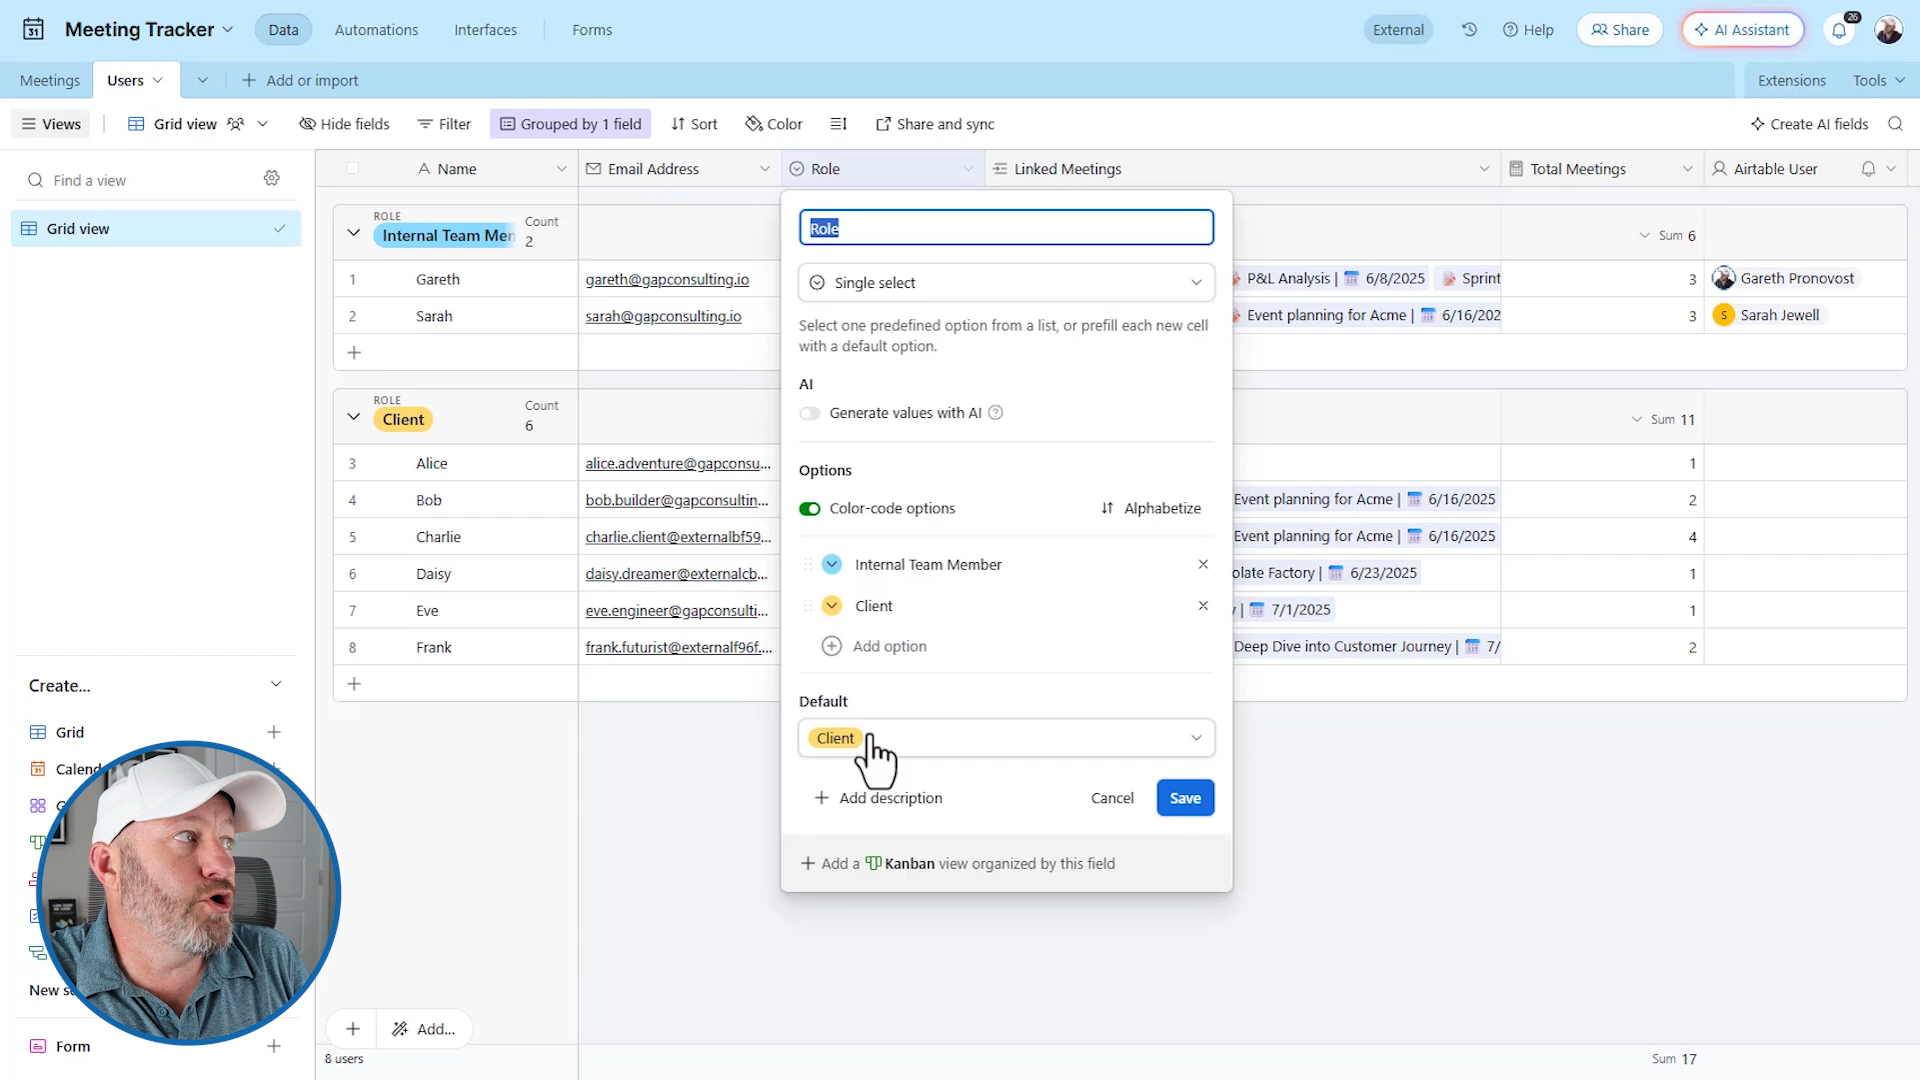 31 Meeting Tracker Data Automations Interfaces Forms External Help Share AI Assistant 26
Meetings Users Add or import Extensions Tools
Views Grid view Hide fields Filter Grouped by 1 field Sort Color Share and sync Create AI fields
Find a view
Name Email Address Role Linked Meetings Total Meetings Airtable User
Grid view
ROLE
Internal Team Mem
Count
2
Sum 6
1 Gareth gareth@gapconsulting.io P&L Analysis | 6/8/2025 Sprint 3 Gareth Pronovost
2 Sarah sarah@gapconsulting.io Event planning for Acme | 6/16/202 3 S Sarah Jewell
ROLE
Client
Count
6
Sum 11
3 Alice alice.adventure@gapconsu... 1
4 Bob bob.builder@gapconsultin... Event planning for Acme | 6/16/2025 2
5 Charlie charlie.client@externalbf59... Event planning for Acme | 6/16/2025 4
6 Daisy daisy.dreamer@externalcb... olate Factory | 6/23/2025 1
7 Eve eve.engineer@gapconsulti... y | 7/1/2025 1
8 Frank frank.futurist@externalf96f.... Deep Dive into Customer Journey | 7/ 2
Role
Single select
Select one predefined option from a list, or prefill each new cell
with a default option.
AI
Generate values with AI
Options
Color-code options Alphabetize
Internal Team Member
Client
Add option
Default
Client
Add description Cancel Save
Add a Kanban view organized by this field
Create...
Grid
Calend
G
New s
Form
Add...
8 users
Sum 17